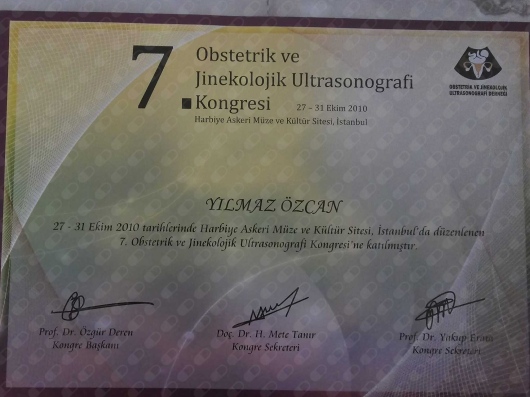 7. Obstetrik ve
Jinekolojik Ultrasonografi
Kongresi 27 - 31 Ekim 2010
Harbiye Askeri Müze ve Kültür Sitesi, İstanbul
OBSTETRİK VE JİNEKOLOJİK
ULTRASONOGRAFİ DERNEĞİ
YILMAZ ÖZCAN
27 - 31 Ekim 2010 tarihlerinde Harbiye Askeri Müze ve Kültür Sitesi, İstanbul'da düzenlenen
7. Obstetrik ve Jinekolojik Ultrasonografi Kongresi'ne katılmıştır.
Prof. Dr. Özgür Deren
Kongre Başkanı
Doç. Dr. H. Mete Tanır
Kongre Sekreteri
Prof. Dr. Yakup
Kongre Sekreteri